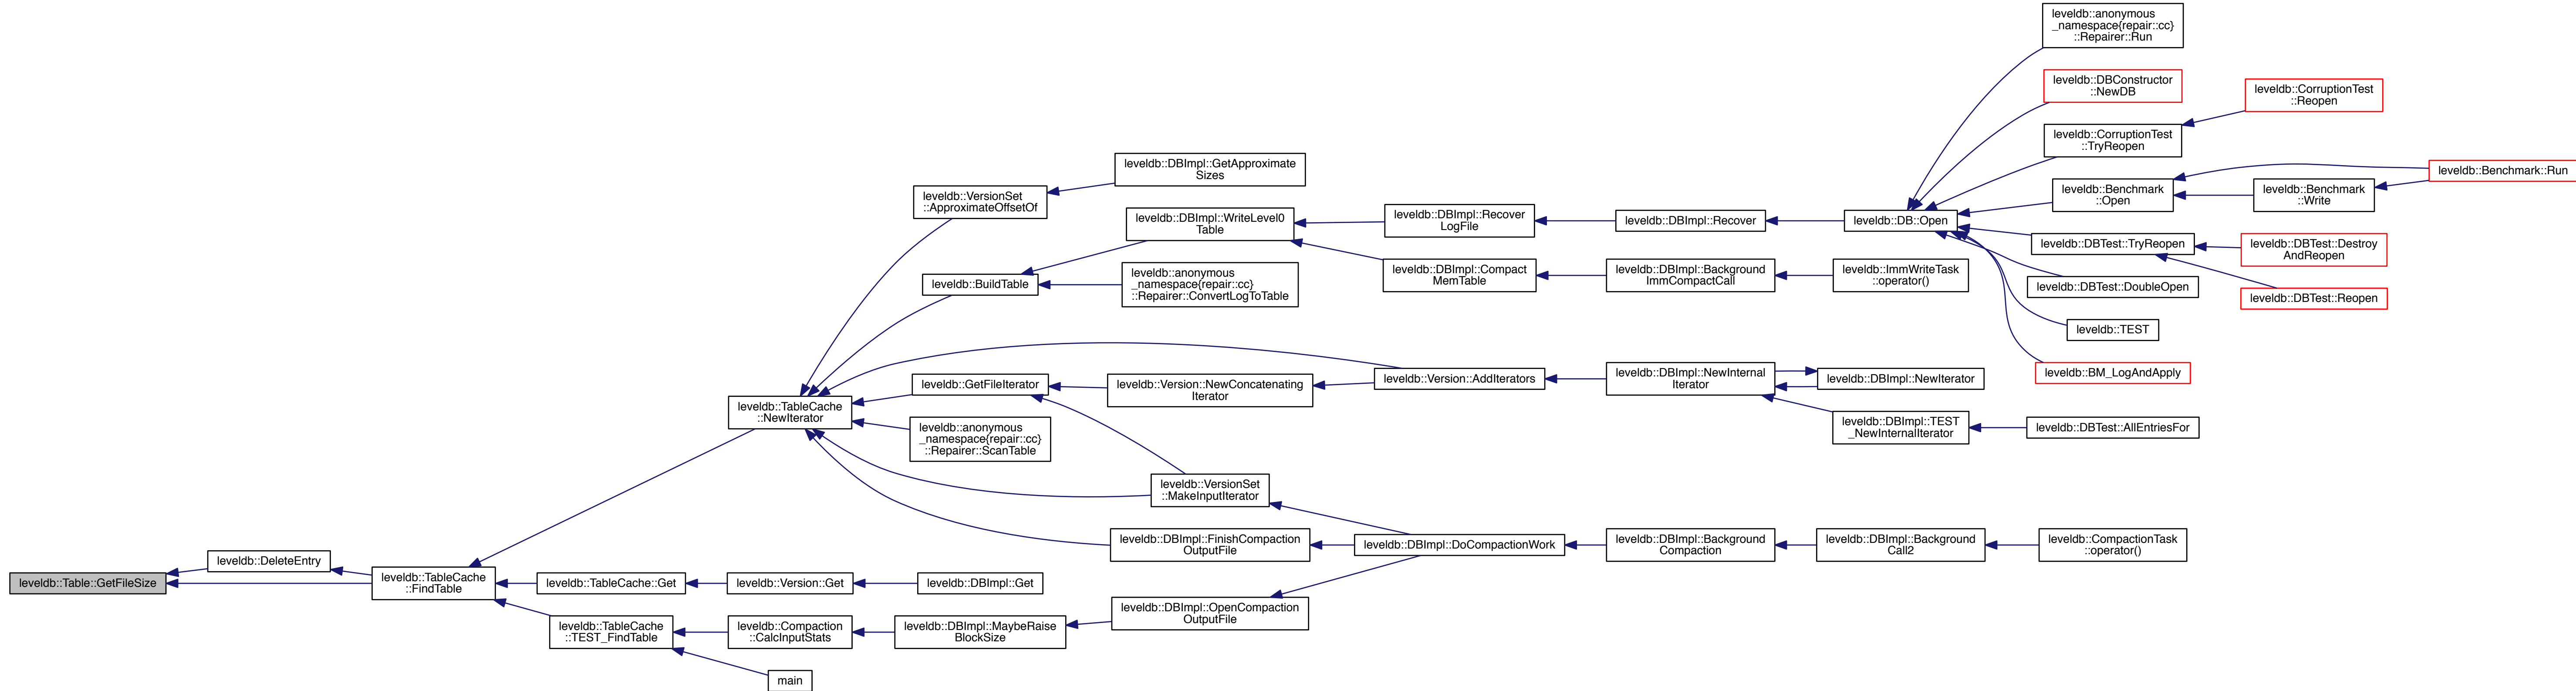 leveldb::anonymous
_namespace{repair::cc}
::Repairer::Run
leveldb::DBConstructor
::NewDB
leveldb::CorruptionTest
::Reopen
leveldb::CorruptionTest
::TryReopen
leveldb::DBImpl::GetApproximate
Sizes
leveldb::Benchmark::Run
leveldb::VersionSet
::ApproximateOffsetOf
leveldb::Benchmark
::Open
leveldb::Benchmark
::Write
leveldb::DBImpl::WriteLevel0
Table
leveldb::DBImpl::Recover
LogFile
leveldb::DBImpl::Recover
leveldb::DB::Open
leveldb::DBTest::TryReopen
leveldb::DBTest::Destroy
AndReopen
leveldb::BuildTable
leveldb::anonymous
_namespace{repair::cc}
::Repairer::ConvertLogToTable
leveldb::DBImpl::Compact
MemTable
leveldb::DBImpl::Background
ImmCompactCall
leveldb::ImmWriteTask
::operator()
leveldb::DBTest::DoubleOpen
leveldb::DBTest::Reopen
leveldb::TEST
leveldb::BM_LogAndApply
leveldb::TableCache
::NewIterator
leveldb::GetFileIterator
leveldb::Version::NewConcatenating
Iterator
leveldb::Version::AddIterators
leveldb::DBImpl::NewInternal
Iterator
leveldb::DBImpl::NewIterator
leveldb::anonymous
_namespace{repair::cc}
::Repairer::ScanTable
leveldb::DBImpl::TEST
_NewInternalIterator
leveldb::DBTest::AllEntriesFor
leveldb::VersionSet
::MakeInputIterator
leveldb::DBImpl::FinishCompaction
OutputFile
leveldb::DBImpl::DoCompactionWork
leveldb::DBImpl::Background
Compaction
leveldb::DBImpl::Background
Call2
leveldb::CompactionTask
::operator()
leveldb::Table::GetFileSize
leveldb::DeleteEntry
leveldb::TableCache
::FindTable
leveldb::TableCache::Get
leveldb::Version::Get
leveldb::DBImpl::Get
leveldb::TableCache
::TEST_FindTable
leveldb::Compaction
::CalcInputStats
leveldb::DBImpl::MaybeRaise
BlockSize
leveldb::DBImpl::OpenCompaction
OutputFile
main